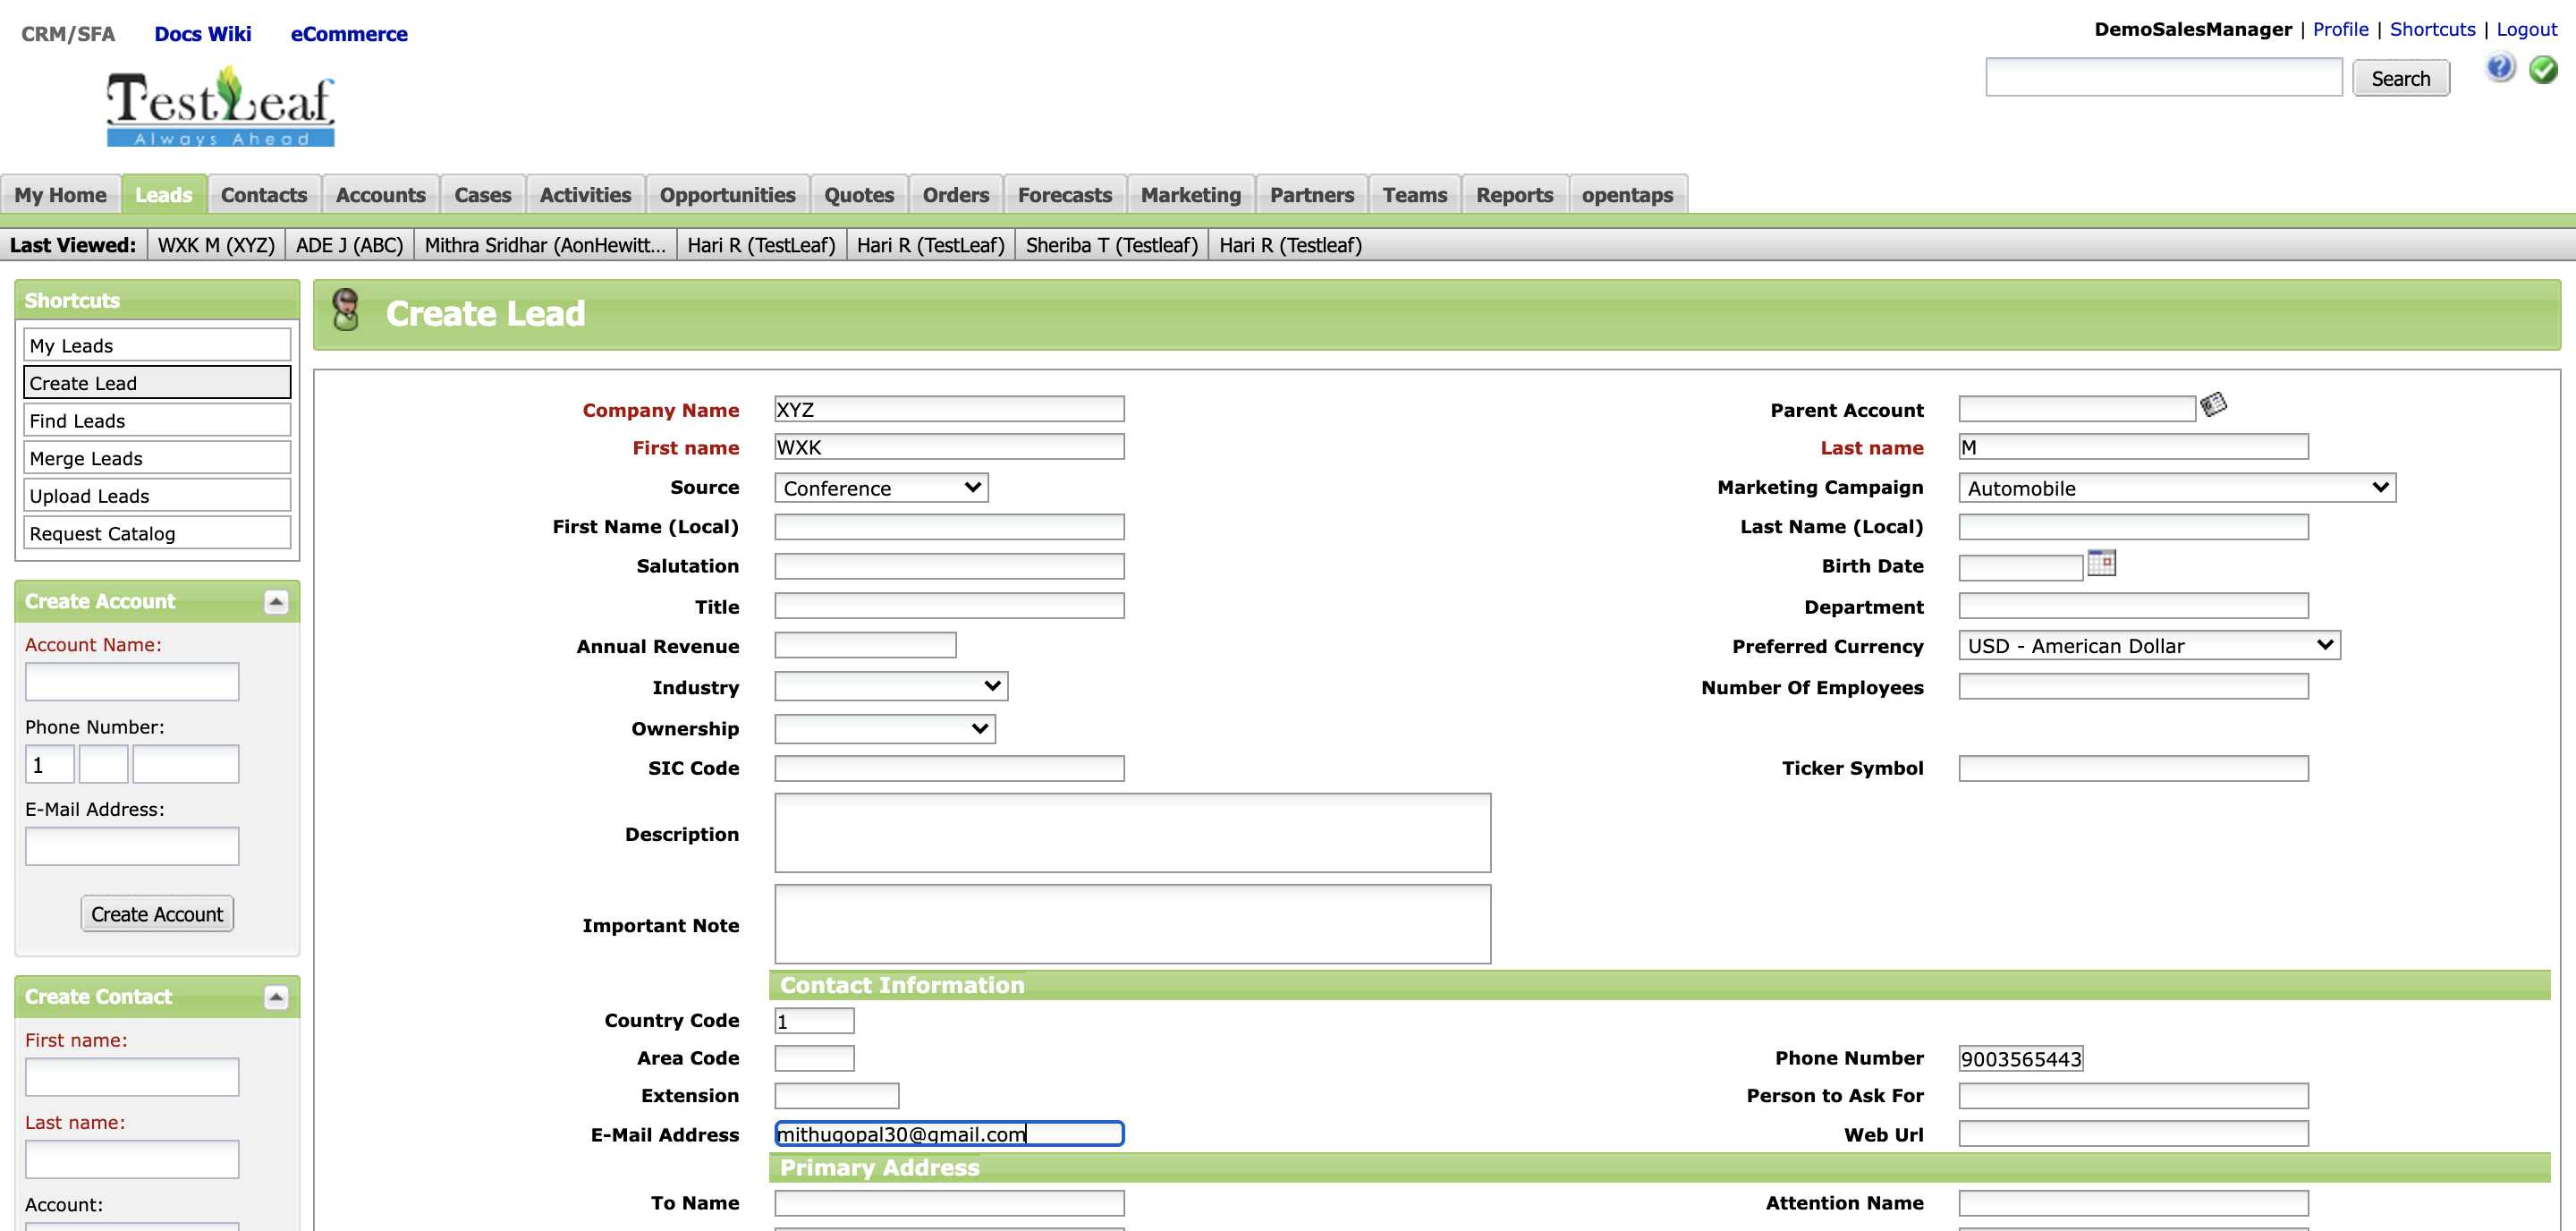 CRM/SFA Docs Wiki eCommerce
DemoSalesManager | Profile | Shortcuts | Logout
TestLeaf
Always Ahead
Search
My Home Leads Contacts Accounts Cases Activities Opportunities Quotes Orders Forecasts Marketing Partners Teams Reports opentaps
Last Viewed: WXK M (XYZ) ADE J (ABC) Mithra Sridhar (AonHewitt... Hari R (TestLeaf) Hari R (TestLeaf) Sheriba T (Testleaf) Hari R (Testleaf)
Shortcuts
My Leads
Create Lead
Find Leads
Merge Leads
Upload Leads
Request Catalog
Create Account
Account Name:
Phone Number:
1
E-Mail Address:
Create Account
Create Contact
First name:
Last name:
Account:
Create Lead
Company Name XYZ Parent Account
First name WXK Last name M
Source Conference Marketing Campaign Automobile
First Name (Local) Last Name (Local)
Salutation Birth Date
Title Department
Annual Revenue Preferred Currency USD - American Dollar
Industry Number Of Employees
Ownership
SIC Code Ticker Symbol
Description
Important Note
Contact Information
Country Code 1
Area Code Phone Number 9003565443
Extension Person to Ask For
E-Mail Address mithugopal30@gmail.com Web Url
Primary Address
To Name Attention Name